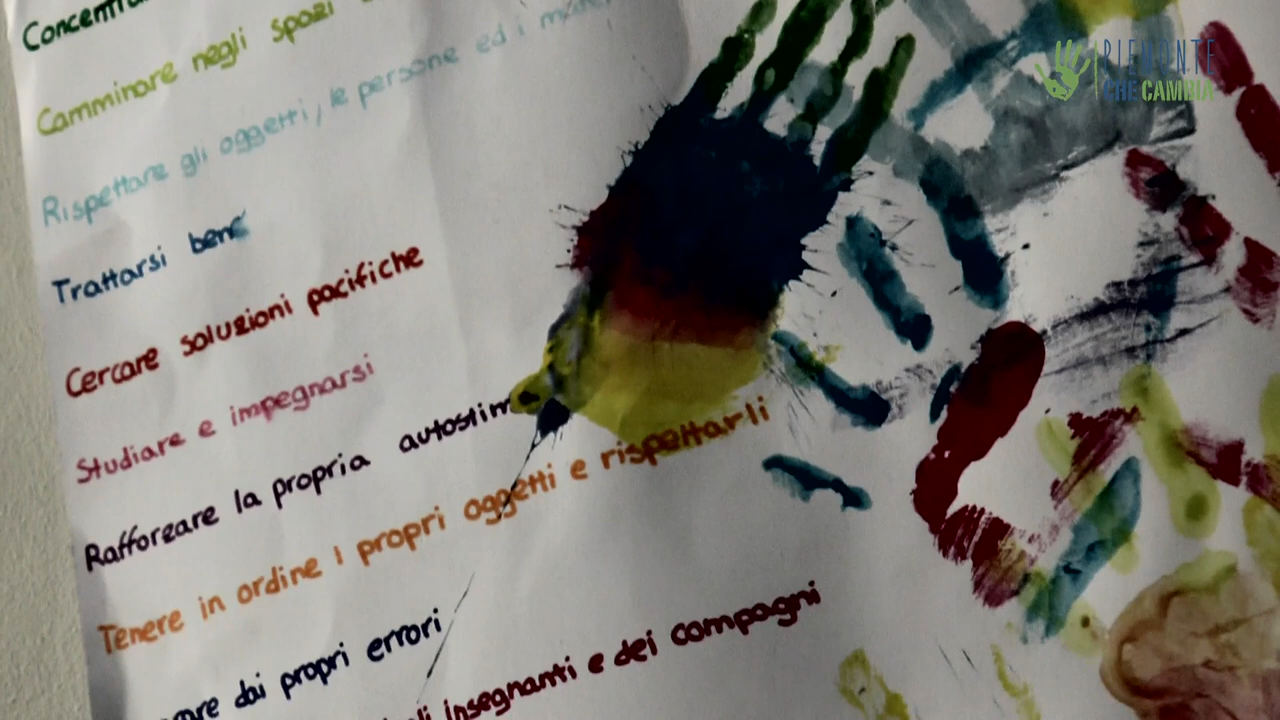 Camminare negli spazi
Rispettare gli oggetti, le persone ed i
Trattarsi bene
Cercare soluzioni pacifiche
Studiare e impegnarsi
Rafforzare la propria
Tenere in ordine i propri oggetti e rispettarli
dai propri errori
insegnanti e dei compagni
PIEMONTE
CHE CAMBIA